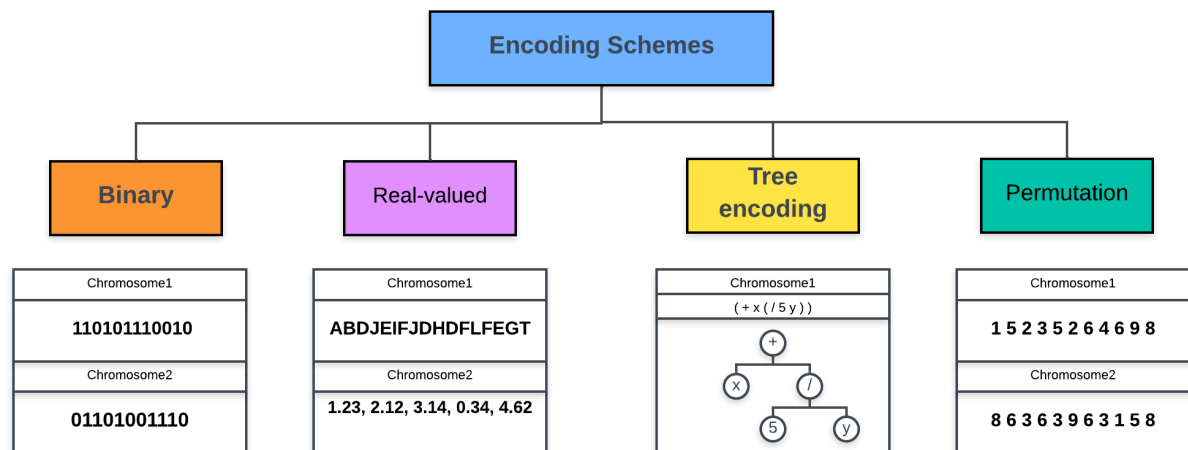 Encoding Schemes
Binary
Real-valued
Tree
encoding
Permutation
Chromosome1
110101110010
Chromosome2
01101001110
Chromosome1
ABDJEIFJDHDFLFEGT
Chromosome2
1.23, 2.12, 3.14, 0.34, 4.62
Chromosome1
( + x ( / 5 y ) )
+
x
/
5
y
Chromosome1
1 5 2 3 5 2 6 4 6 9 8
Chromosome2
8 6 3 6 3 9 6 3 1 5 8